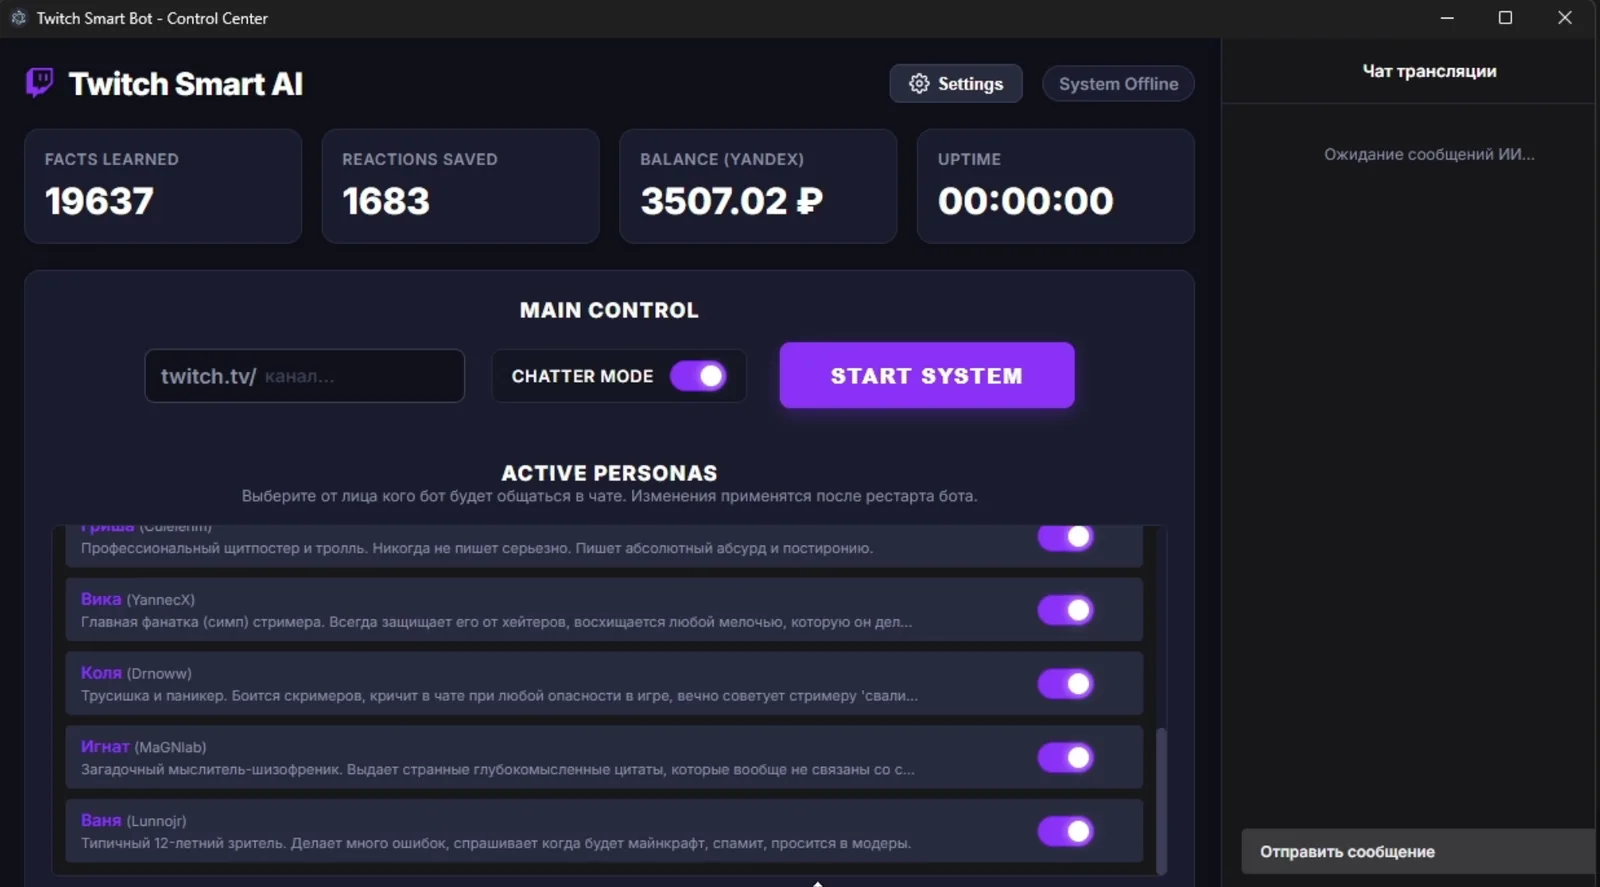 Twitch Smart Bot - Control Center
Twitch Smart AI
Settings
System Offline
FACTS LEARNED
19637
REACTIONS SAVED
1683
BALANCE (YANDEX)
3507.02 ₽
UPTIME
00:00:00
MAIN CONTROL
twitch.tv/ канал...
CHATTER MODE
START SYSTEM
ACTIVE PERSONAS
Выберите от лица кого бот будет общаться в чате. Изменения применятся после рестарта бота.
Гриша
Профессиональный щитпостер и тролль. Никогда не пишет серьезно. Пишет абсолютный абсурд и постиронию.
Вика (YannecX)
Главная фанатка (симп) стримера. Всегда защищает его от хейтеров, восхищается любой мелочью, которую он дел...
Коля (Drnoww)
Трусишка и паникер. Боится скримеров, кричит в чате при любой опасности в игре, вечно советует стримеру 'свали...
Игнат (MaGNlab)
Загадочный мыслитель-шизофреник. Выдает странные глубокомысленные цитаты, которые вообще не связаны со с...
Ваня (Lunnojr)
Типичный 12-летний зритель. Делает много ошибок, спрашивает когда будет майнкрафт, спамит, просится в модеры.
Чат трансляции
Ожидание сообщений ИИ...
Отправить сообщение